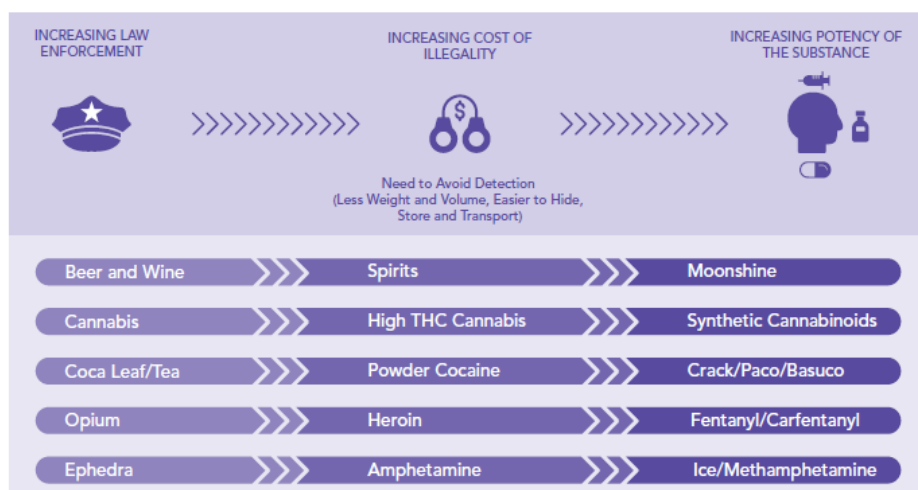 INCREASING LAW
ENFORCEMENT
INCREASING COST OF
ILLEGALITY
INCREASING POTENCY OF
THE SUBSTANCE
$
Need to Avoid Detection
(Less Weight and Volume, Easier to Hide,
Store and Transport)
Beer and Wine
Spirits
Moonshine
Cannabis
High THC Cannabis
Synthetic Cannabinoids
Coca Leaf/Tea
Powder Cocaine
Crack/Paco/Basuco
Opium
Heroin
Fentanyl/Carfentanyl
Ephedra
Amphetamine
Ice/Methamphetamine